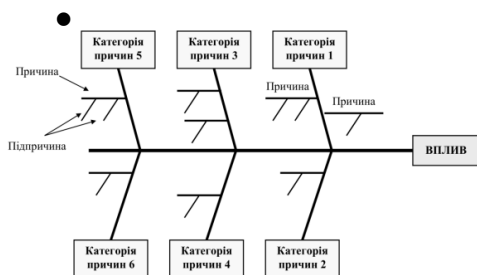 Категорія
причин 5
Категорія
причин 3
Категорія
причин 1
Причина
Причина
Причина
Підпричина
ВПЛИВ
Категорія
причин 6
Категорія
причин 4
Категорія
причин 2